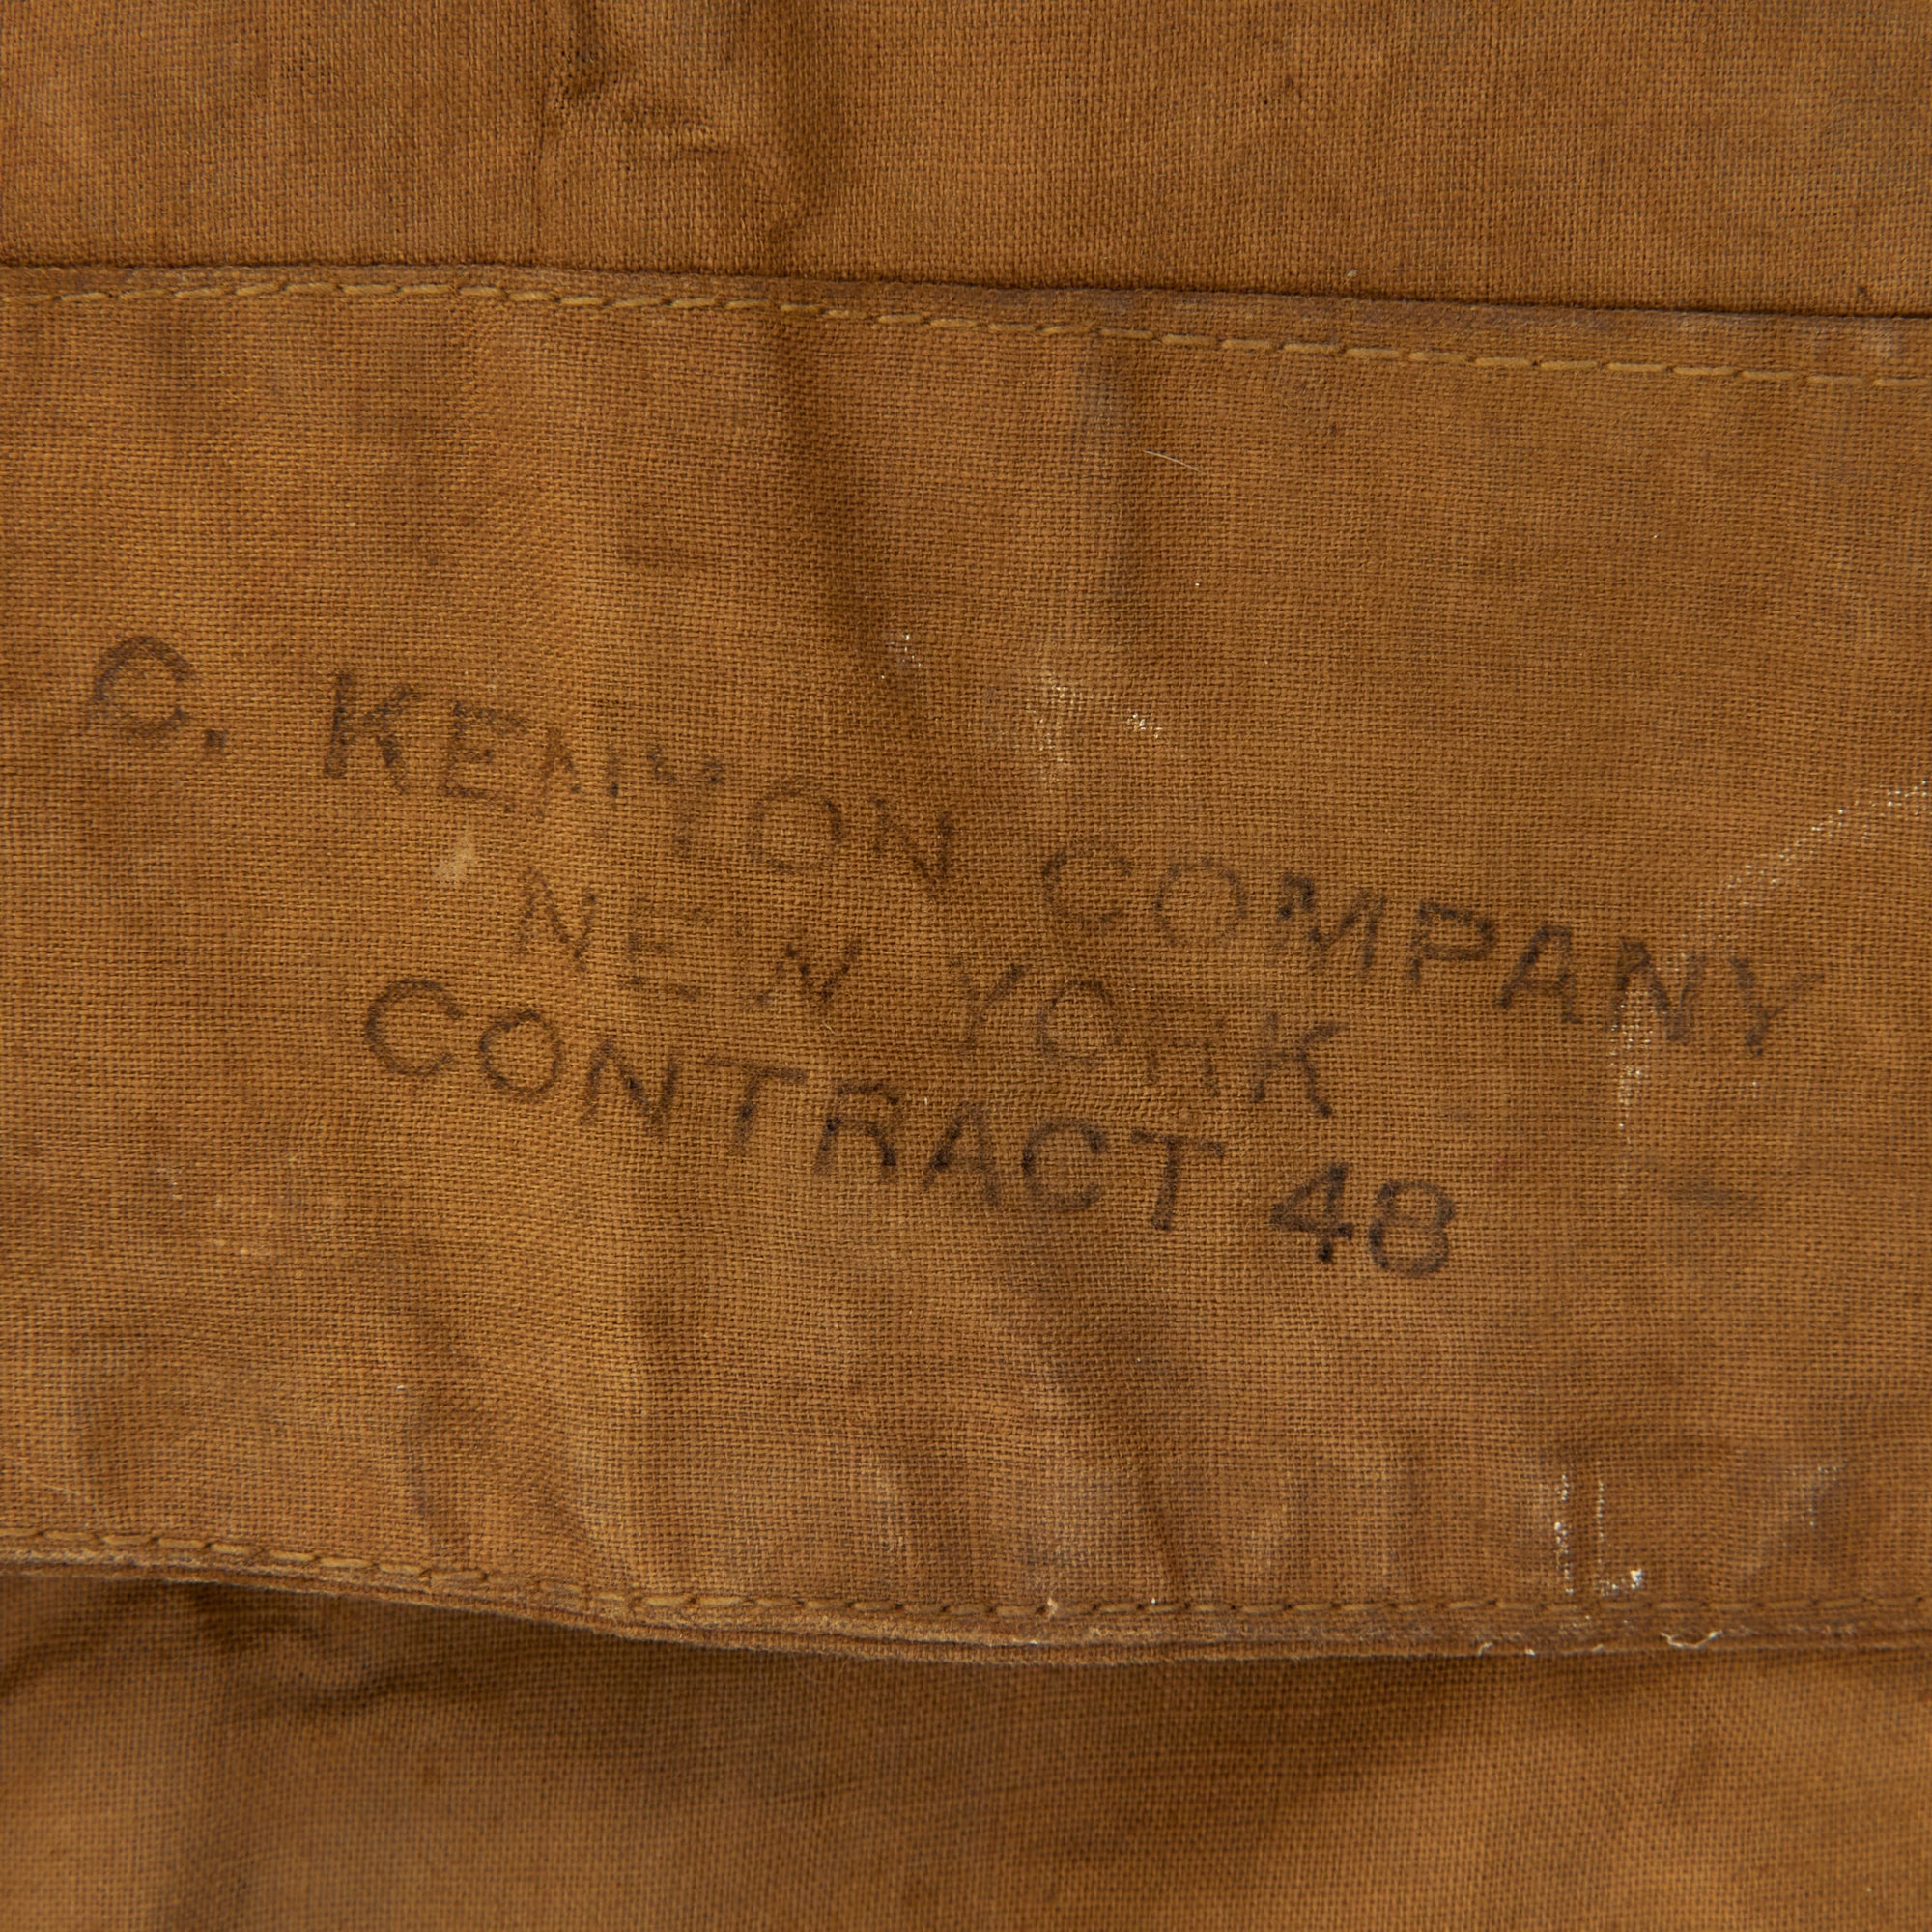 C. KENYON COMPANY
NEW YORK
CONTRACT 48